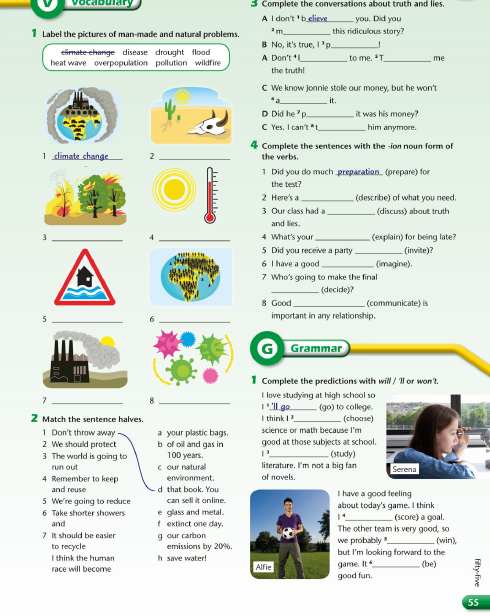 V Vocabulary
1 Label the pictures of man-made and natural problems.
climate change disease drought flood
heat wave overpopulation pollution wildfire
1 climate change
2
3
4
5
6
7
8
2 Match the sentence halves.
1 Don't throw away
2 We should protect
3 The world is going to
run out
4 Remember to keep
and reuse
5 We're going to reduce
6 Take shorter showers
and
7 It should be easier
to recycle
I think the human
race will become
a your plastic bags.
b of oil and gas in
100 years.
c our natural
environment.
d that book. You
can sell it online.
e glass and metal.
f extinct one day.
g our carbon
emissions by 20%.
h save water!
3 Complete the conversations about truth and lies.
A I don't 1 b elieve you. Did you
2 m this ridiculous story?
B No, it's true, I 3 p !
A Don't 4 l to me. 5 T me
the truth!
C We know Jonnie stole our money, but he won't
6 a it.
D Did he 7 p it was his money?
C Yes. I can't 8 t him anymore.
4 Complete the sentences with the -ion noun form of
the verbs.
1 Did you do much preparation (prepare) for
the test?
2 Here's a (describe) of what you need.
3 Our class had a (discuss) about truth
and lies.
4 What's your (explain) for being late?
5 Did you receive a party (invite)?
6 I have a good (imagine).
7 Who's going to make the final
(decide)?
8 Good (communicate) is
important in any relationship.
G Grammar
1 Complete the predictions with will / 'll or won't.
I love studying at high school so
I 1 'll go (go) to college.
I think I 2 (choose)
science or math because I'm
good at those subjects at school.
I 3 (study)
literature. I'm not a big fan
of novels.
Serena
I have a good feeling
about today's game. I think
I 4 (score) a goal.
The other team is very good, so
we probably 5 (win),
but I'm looking forward to the
game. It 6 (be)
good fun.
Alfie
fifty-five
55